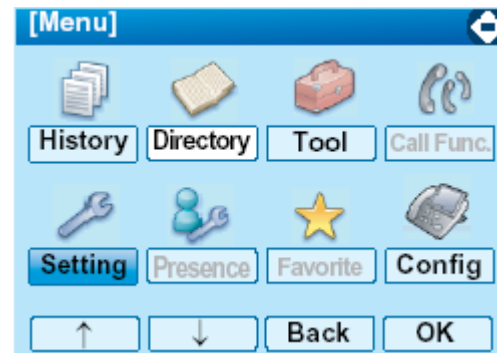 [Menu]
History Directory Tool Call Func.
Setting Presence Favorite Config
↑ ↓ Back OK